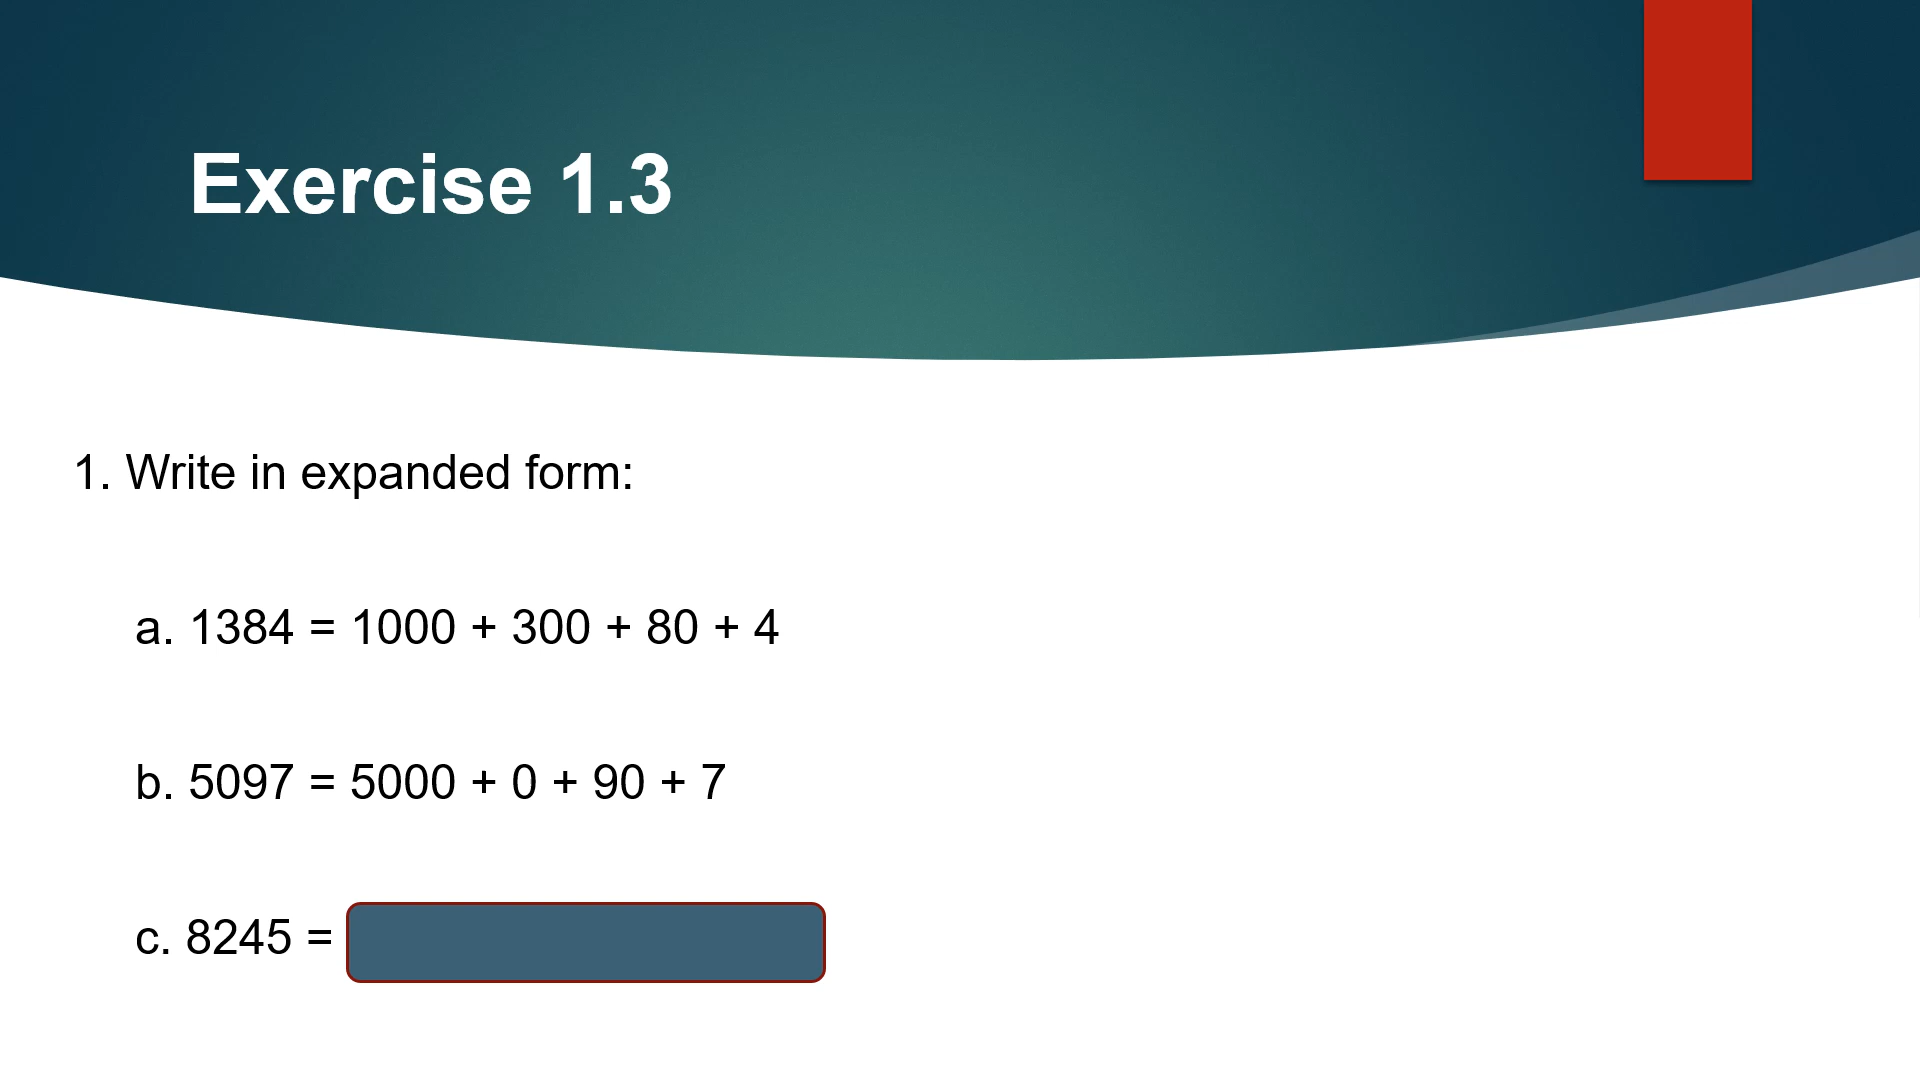 Exercise 1.3
1. Write in expanded form:
a. 1384 = 1000 + 300 + 80 + 4
b. 5097 = 5000 + 0 + 90 + 7
c. 8245 =